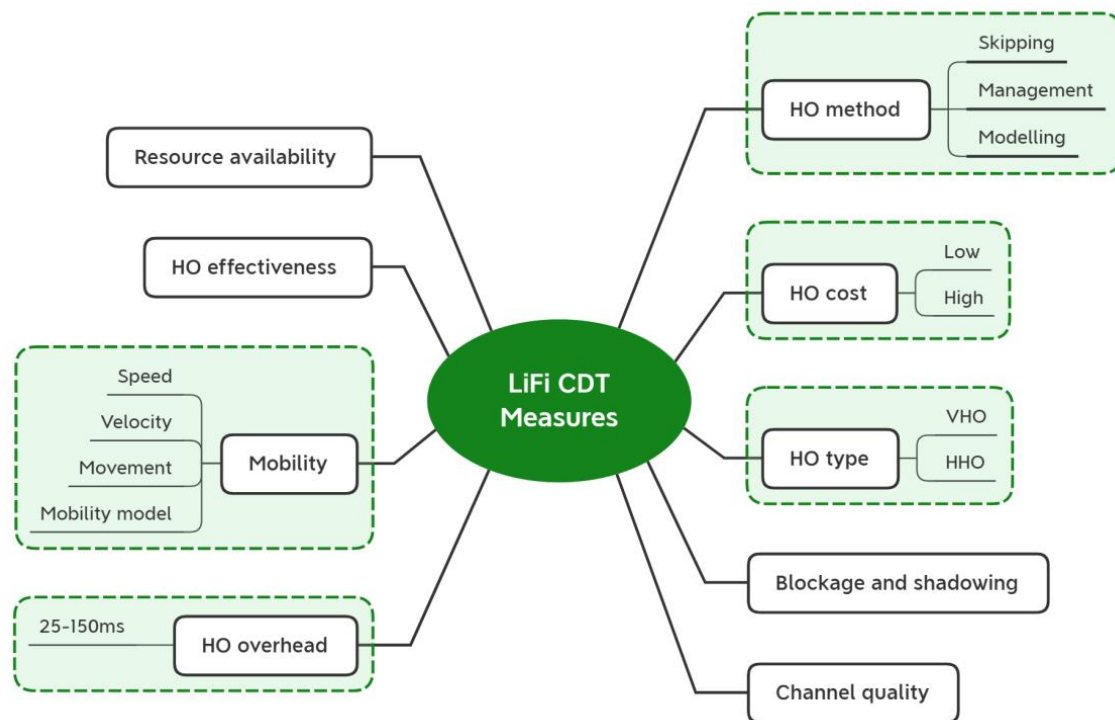 LiFi CDT
Measures
Resource availability
HO effectiveness
Speed
Velocity
Movement
Mobility model
Mobility
25-150ms
HO overhead
HO method
Skipping
Management
Modelling
HO cost
Low
High
HO type
VHO
HHO
Blockage and shadowing
Channel quality